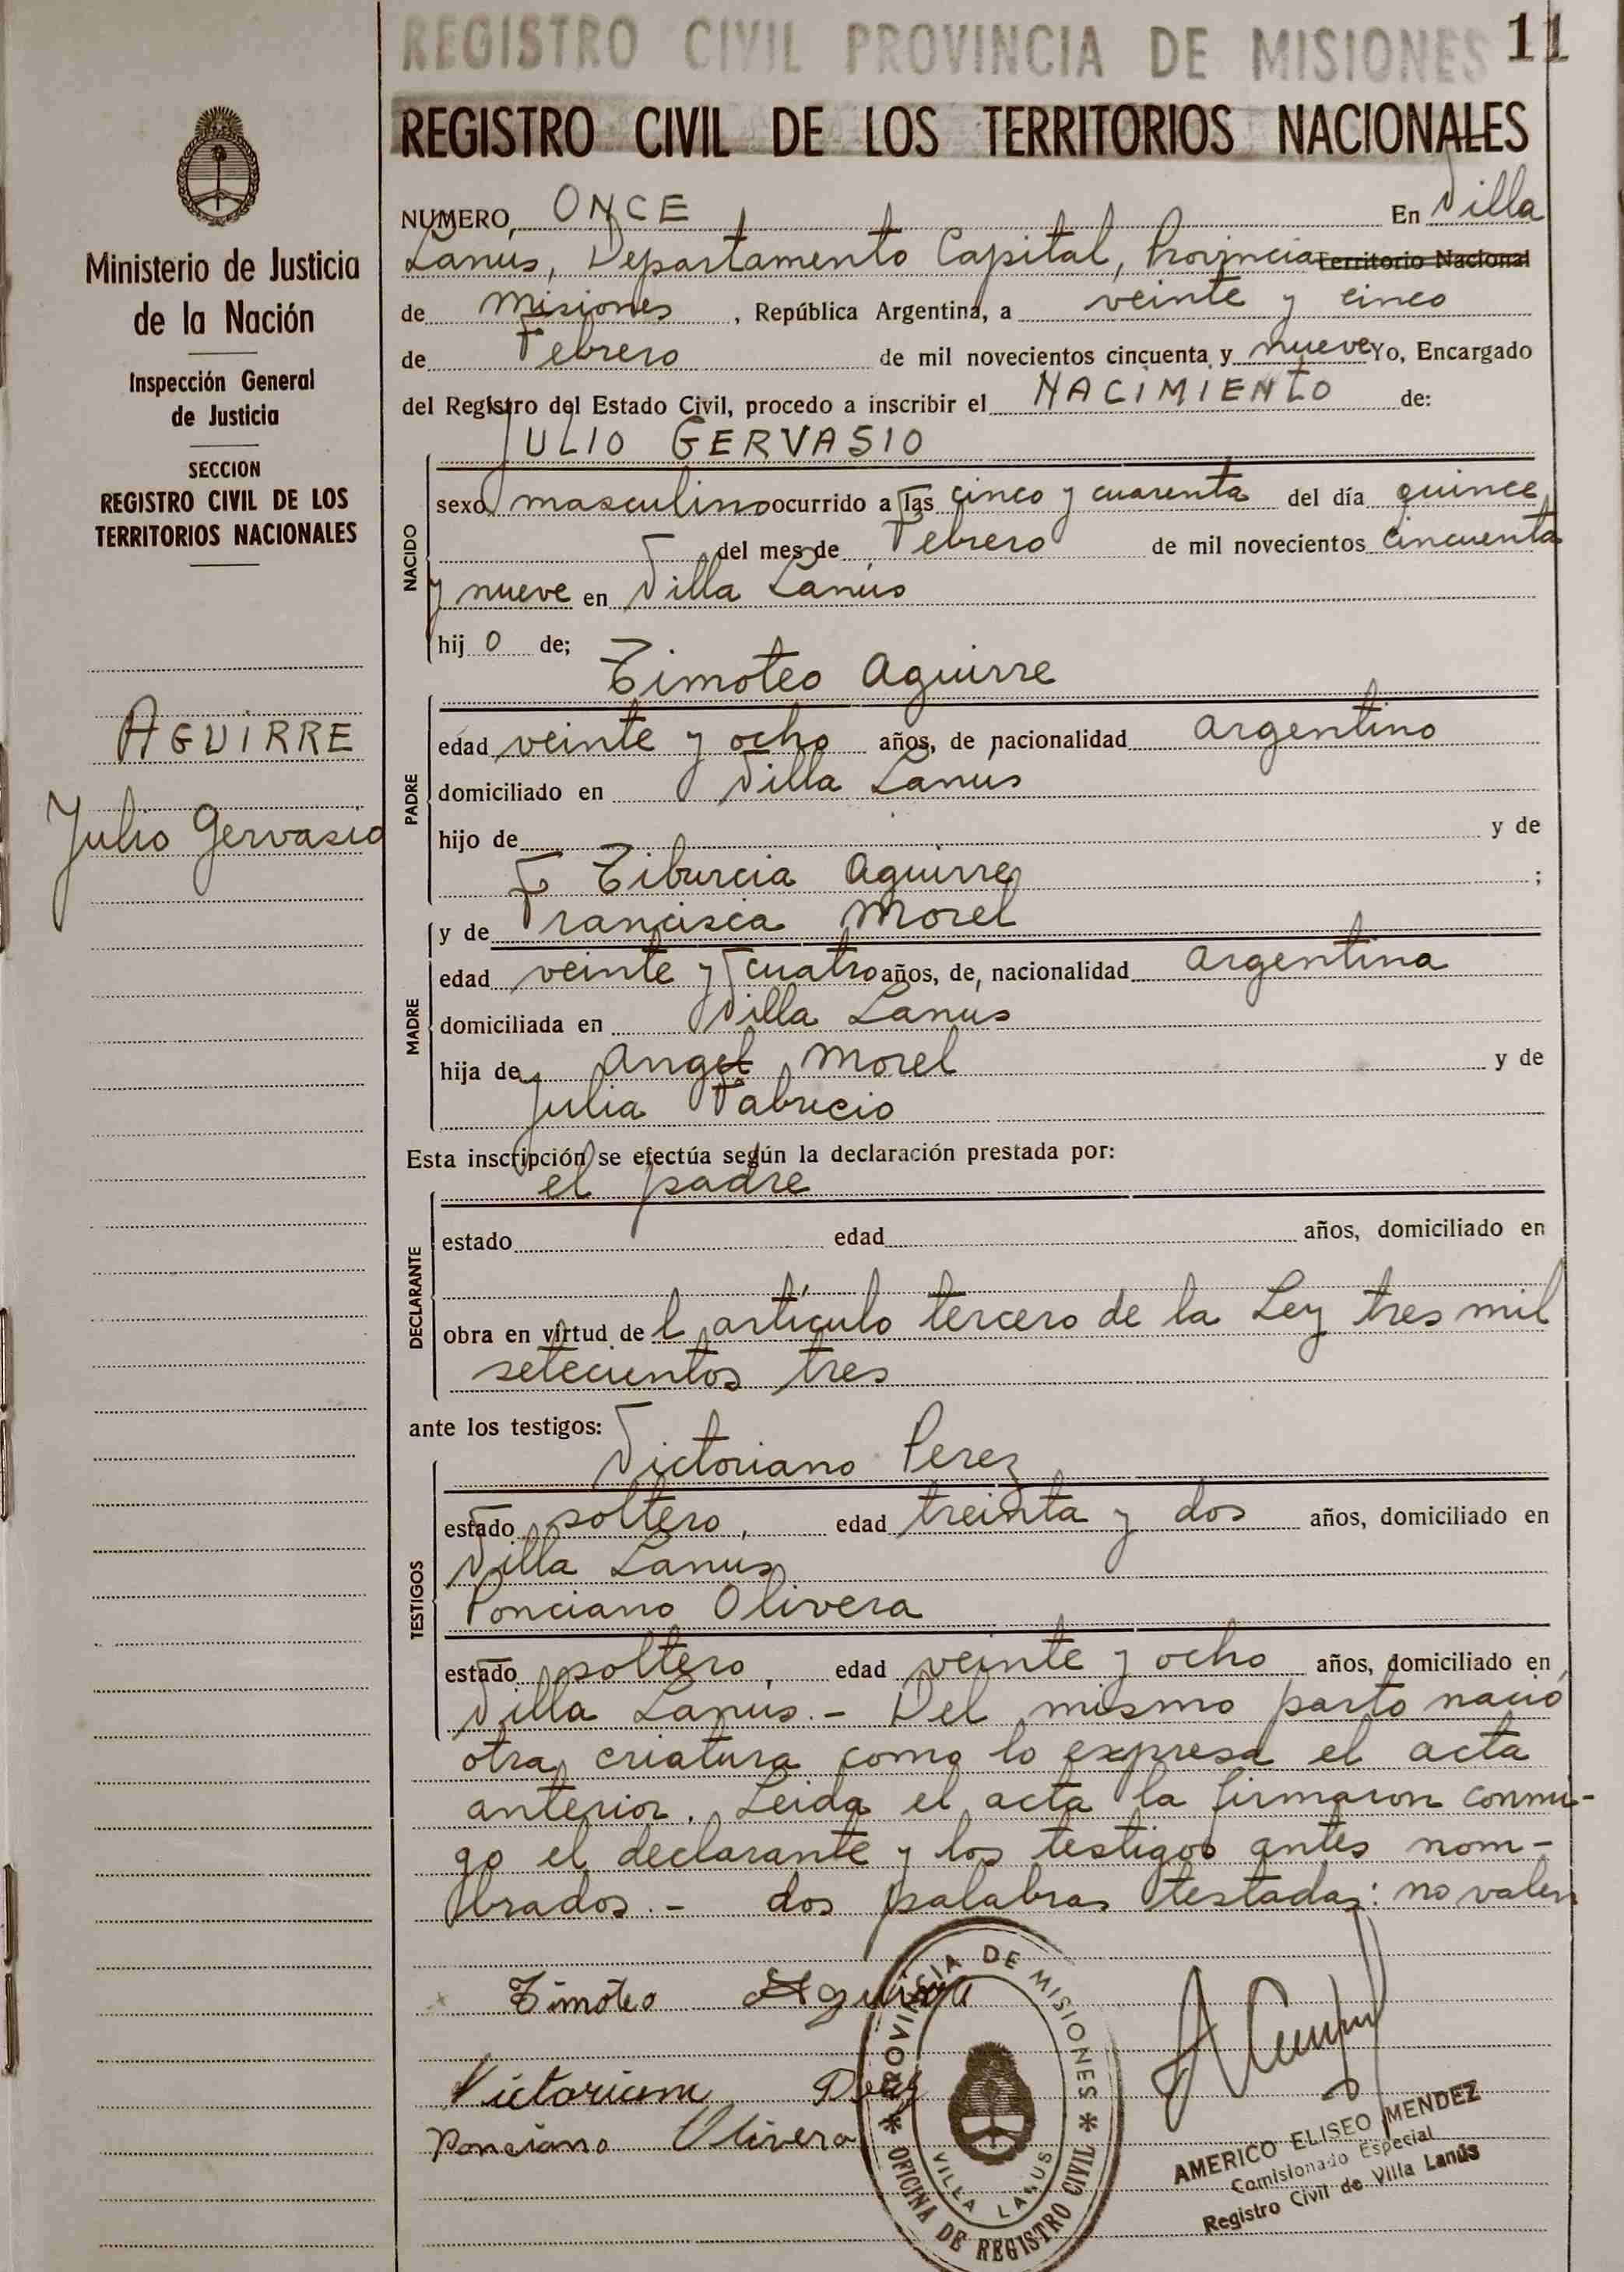 REGISTRO CIVIL PROVINCIA DE MISIONES 11
REGISTRO CIVIL DE LOS TERRITORIOS NACIONALES
Ministerio de Justicia
de la Nación
Inspección General
de Justicia
SECCION
REGISTRO CIVIL DE LOS
TERRITORIOS NACIONALES
AGUIRRE
Julio Gervasio
NUMERO, ONCE En Villa
Lanus, Departamento Capital, Provincia Territorio Nacional
de Misiones, República Argentina, a veinte y cinco
de Febrero de mil novecientos cincuenta y nueve Yo, Encargado
del Registro del Estado Civil, procedo a inscribir el NACIMIENTO de:
JULIO GERVASIO
NACIDO
sexo masculino ocurrido a las cinco y cuarenta del día quince
del mes de Febrero de mil novecientos cincuenta
y nueve en Villa Lanús
hij o de;
Timoteo Aguirre
PADRE
edad veinte y ocho años, de nacionalidad argentino
domiciliado en Villa Lanus
hijo de y de
Tiburcia Aguirre ;
y de Francisca Morel
MADRE
edad veinte y cuatro años, de nacionalidad argentina
domiciliada en Villa Lanus
hija de Angel Morel y de
Julia Fabricio
Esta inscripción se efectúa según la declaración prestada por:
el padre
DECLARANTE
estado edad años, domiciliado en
obra en virtud de l artículo tercero de la Ley tres mil
setecientos tres
ante los testigos:
Victoriano Perez
TESTIGOS
estado soltero, edad treinta y dos años, domiciliado en
Villa Lanus
Ponciano Olivera
estado soltero, edad veinte y ocho años, domiciliado en
Villa Lanús.- Del mismo parto nació
otra criatura como lo expresa el acta
anterior. Leida el acta la firmaron conmi-
go el declarante y los testigos antes nom-
brados.- dos palabras testadas: no valen
Timoteo Aguirre
Victoriano Perez
Ponciano Olivera
PROVINCIA DE MISIONES
OFICINA DE REGISTRO CIVIL
VILLA LANUS
AMERICO ELISEO MENDEZ
Comisionado Especial
Registro Civil de Villa Lanús